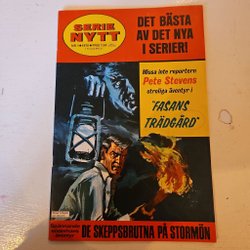 SERIE
NYTT
DET BÄSTA
AV DET NYA
I SERIER!
Missa inte reportern
Pete Stevens
otroliga äventyr i
"FASANS
TRÄDGÅRD"
DE SKEPPSBRUTNA PÅ STORMÖN